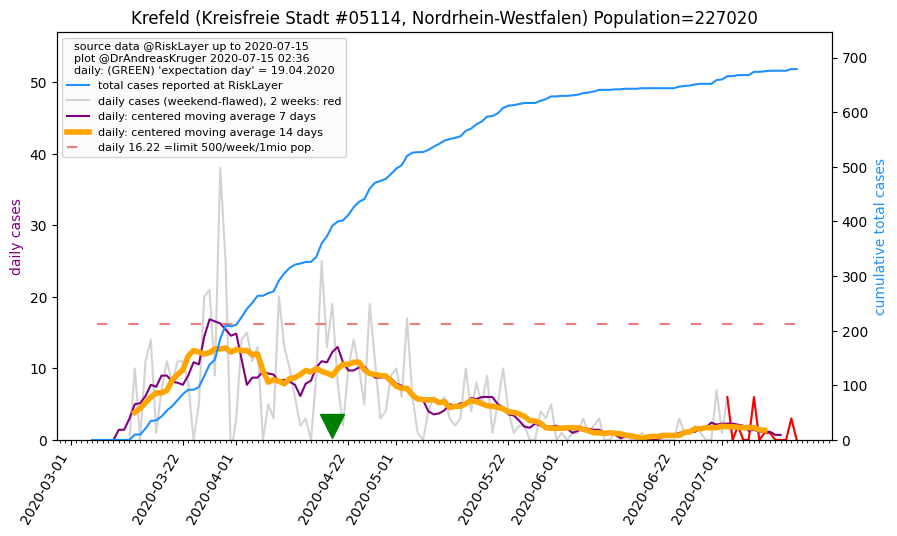 Krefeld (Kreisfreie Stadt #05114, Nordrhein-Westfalen) Population=227020
source data @RiskLayer up to 2020-07-15
plot @DrAndreasKruger 2020-07-15 02:36
daily: (GREEN) 'expectation day' = 19.04.2020
total cases reported at RiskLayer
daily cases (weekend-flawed), 2 weeks: red
daily: centered moving average 7 days
daily: centered moving average 14 days
daily 16.22 =limit 500/week/1mio pop.
daily cases
50
40
30
20
10
0
cumulative total cases
700
600
500
400
300
200
100
0
2020-03-01
2020-03-22
2020-04-01
2020-04-22
2020-05-01
2020-05-22
2020-06-01
2020-06-22
2020-07-01